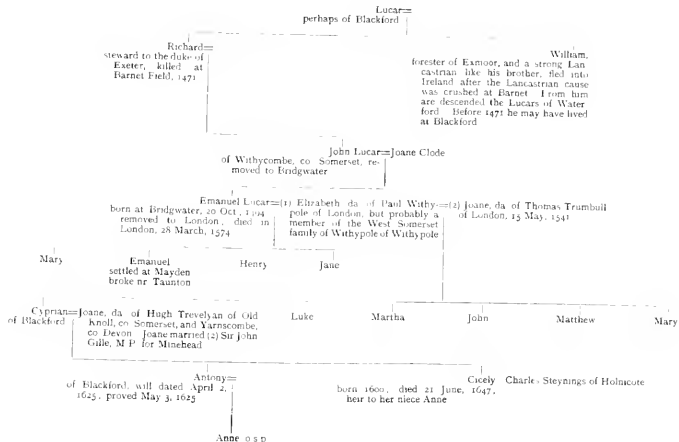 Lucar=
perhaps of Blackford
Richard=
steward to the duke of
Exeter, killed at
Barnet Field, 1471
William,
forester of Exmoor, and a strong Lan
castrian like his brother, fled into
Ireland after the Lancastrian cause
was crushed at Barnet From him
are descended the Lucars of Water
ford Before 1471 he may have lived
at Blackford
John Lucar=Joane Clode
of Withycombe, co Somerset, re-
moved to Bridgwater
Emanuel Lucar=(1) Elizabeth da of Paul Withy-=(2) Joane, da of Thomas Trumbull
born at Bridgwater, 20 Oct, 1494 pole of London, but probably a of London, 15 May, 1541
removed to London, died in member of the West Somerset
London, 28 March, 1574 family of Withypole of Withypole
Mary Emanuel Henry Jane
settled at Mayden
broke nr Taunton
Cyprian=Joane, da of Hugh Trevelyan of Old Luke Martha John Matthew Mary
of Blackford Knoll, co Somerset, and Yarnscombe,
co Devon Joane married (2) Sir John
Gille, M P for Minehead
Antony= Cicely Charles Steynings of Holnicote
of Blackford, will dated April 2, born 1600, died 21 June, 1647,
1625, proved May 3, 1625 heir to her niece Anne
Anne o s p